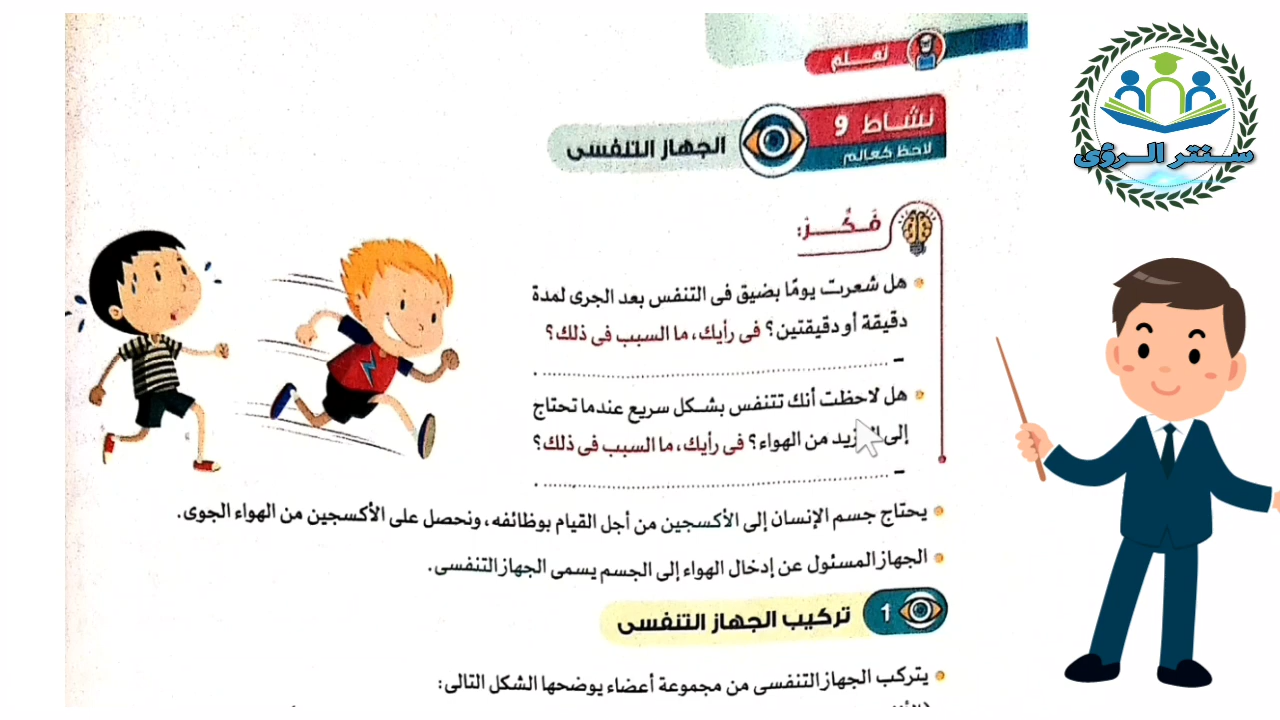 تعلم
نشاط 9
لاحظ كعالم
الجهاز التنفسى
سنتر الرؤى
فَكِّرْ:
هل شعرت يومًا بضيق فى التنفس بعد الجرى لمدة
دقيقة أو دقيقتين؟ فى رأيك، ما السبب فى ذلك؟
هل لاحظت أنك تتنفس بشكل سريع عندما تحتاج
إلى من الهواء؟ فى رأيك، ما السبب فى ذلك؟
يحتاج جسم الإنسان إلى الأكسجين من أجل القيام بوظائفه، ونحصل على الأكسجين من الهواء الجوى.
الجهاز المسئول عن إدخال الهواء إلى الجسم يسمى الجهاز التنفسى.
1 تركيب الجهاز التنفسى
يتركب الجهاز التنفسى من مجموعة أعضاء يوضحها الشكل التالى: